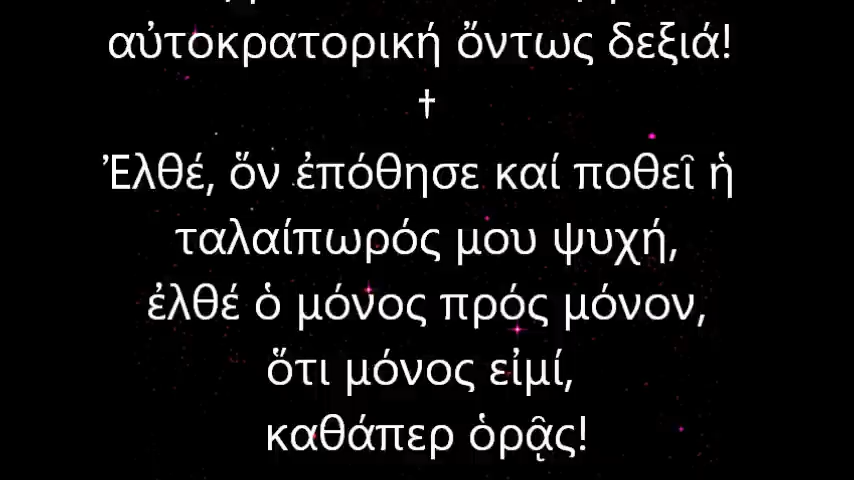 αὐτοκρατορική ὄντως δεξιά!
†
Ἐλθέ, ὅν ἐπόθησε καί ποθεῖ ἡ
ταλαίπωρός μου ψυχή,
ἐλθέ ὁ μόνος πρός μόνον,
ὅτι μόνος εἰμί,
καθάπερ ὁρᾷς!